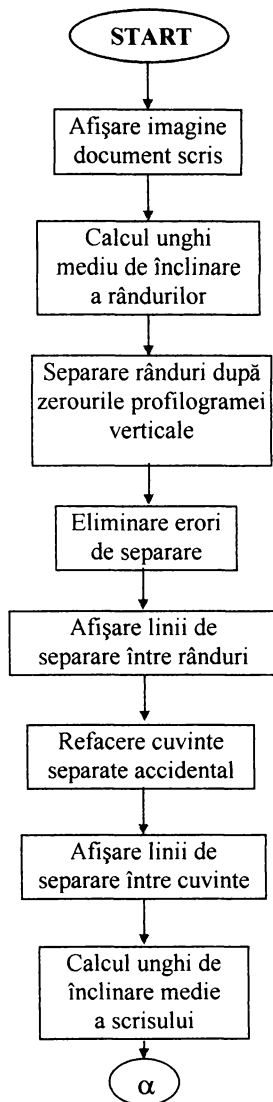 START
Afişare imagine
document scris
Calcul unghi
mediu de înclinare
a rândurilor
Separare rânduri după
zerourile profilogramei
verticale
Eliminare erori
de separare
Afişare linii de
separare între rânduri
Refacere cuvinte
separate accidental
Afişare linii de
separare între cuvinte
Calcul unghi de
înclinare medie
a scrisului
α